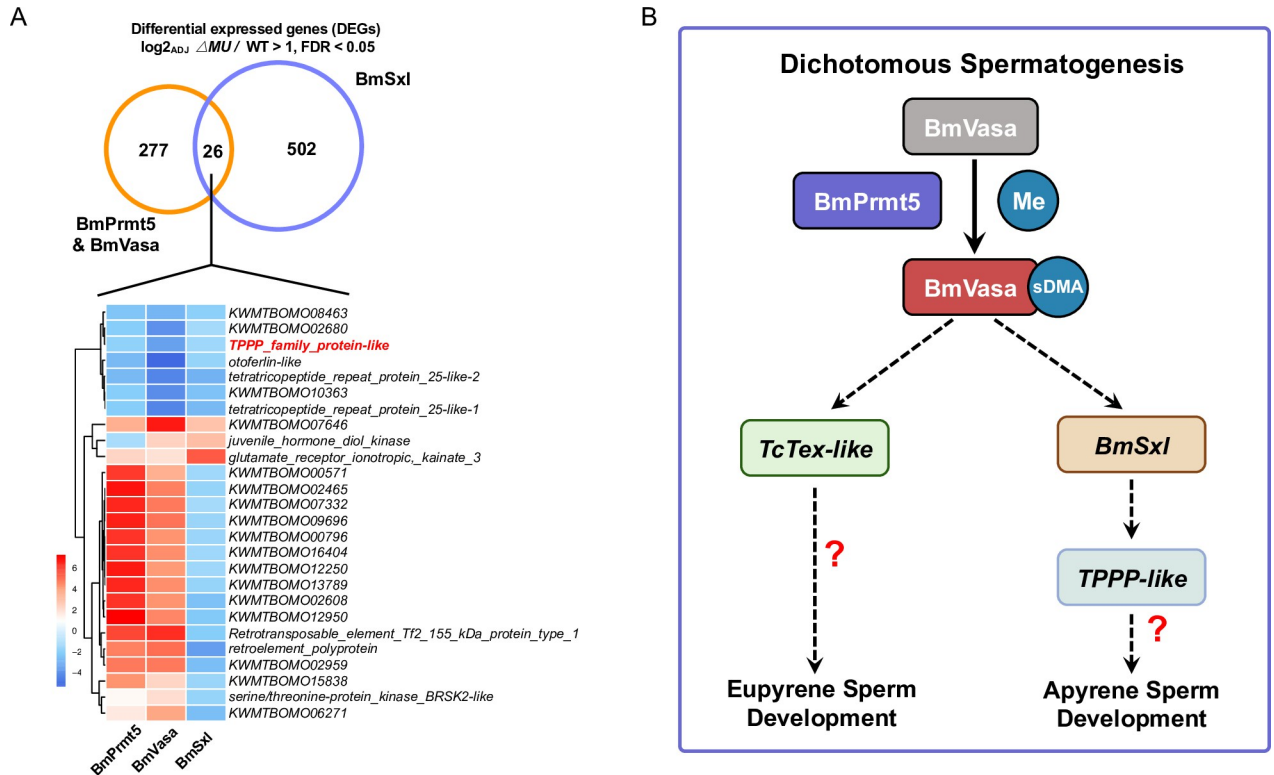 A
Differential expressed genes (DEGs)
log2ADJ △MU / WT > 1, FDR < 0.05
BmSxl
277
26
502
BmPrmt5
& BmVasa
KWMTBOMO08463
KWMTBOMO02680
TPPP_family_protein-like
otoferlin-like
tetratricopeptide_repeat_protein_25-like-2
KWMTBOMO10363
tetratricopeptide_repeat_protein_25-like-1
KWMTBOMO07646
juvenile_hormone_diol_kinase
glutamate_receptor_ionotropic,_kainate_3
KWMTBOMO00571
KWMTBOMO02465
KWMTBOMO07332
KWMTBOMO09696
KWMTBOMO00796
KWMTBOMO16404
KWMTBOMO12250
KWMTBOMO13789
KWMTBOMO02608
KWMTBOMO12950
Retrotransposable_element_Tf2_155_kDa_protein_type_1
retroelement_polyprotein
KWMTBOMO02959
KWMTBOMO15838
serine/threonine-protein_kinase_BRSK2-like
KWMTBOMO06271
6
4
2
0
−2
−4
BmPrmt5
BmVasa
BmSxl
B
Dichotomous Spermatogenesis
BmVasa
BmPrmt5
Me
BmVasa
sDMA
TcTex-like
BmSxl
?
TPPP-like
?
Eupyrene Sperm
Development
Apyrene Sperm
Development